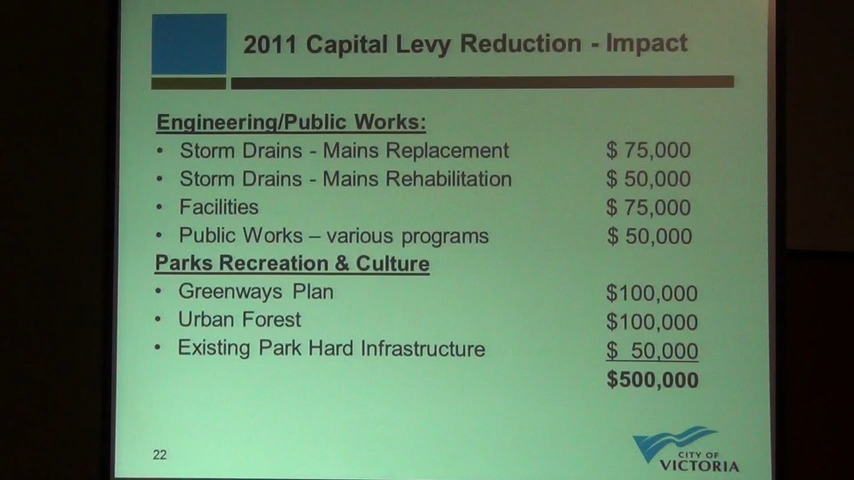 2011 Capital Levy Reduction - Impact
Engineering/Public Works:
• Storm Drains - Mains Replacement $ 75,000
• Storm Drains - Mains Rehabilitation $ 50,000
• Facilities $ 75,000
• Public Works – various programs $ 50,000
Parks Recreation & Culture
• Greenways Plan $100,000
• Urban Forest $100,000
• Existing Park Hard Infrastructure $ 50,000
$500,000
22
CITY OF
VICTORIA